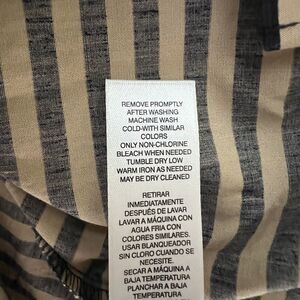 REMOVE PROMPTLY
AFTER WASHING
MACHINE WASH
COLD-WITH SIMILAR
COLORS
ONLY NON-CHLORINE
BLEACH WHEN NEEDED
TUMBLE DRY LOW
WARM IRON AS NEEDED
MAY BE DRY CLEANED
RETIRAR
INMEDIATAMENTE
DESPUÉS DE LAVAR
LAVAR A MÁQUINA CON
AGUA FRIA CON
COLORES SIMILARES.
USAR BLANQUEADOR
SIN CLORO CUANDO SE
NECESITE.
SECAR A MÁQUINA A
BAJA TEMPERATURA
PLANCHAR A BAJA
TEMPERATURA